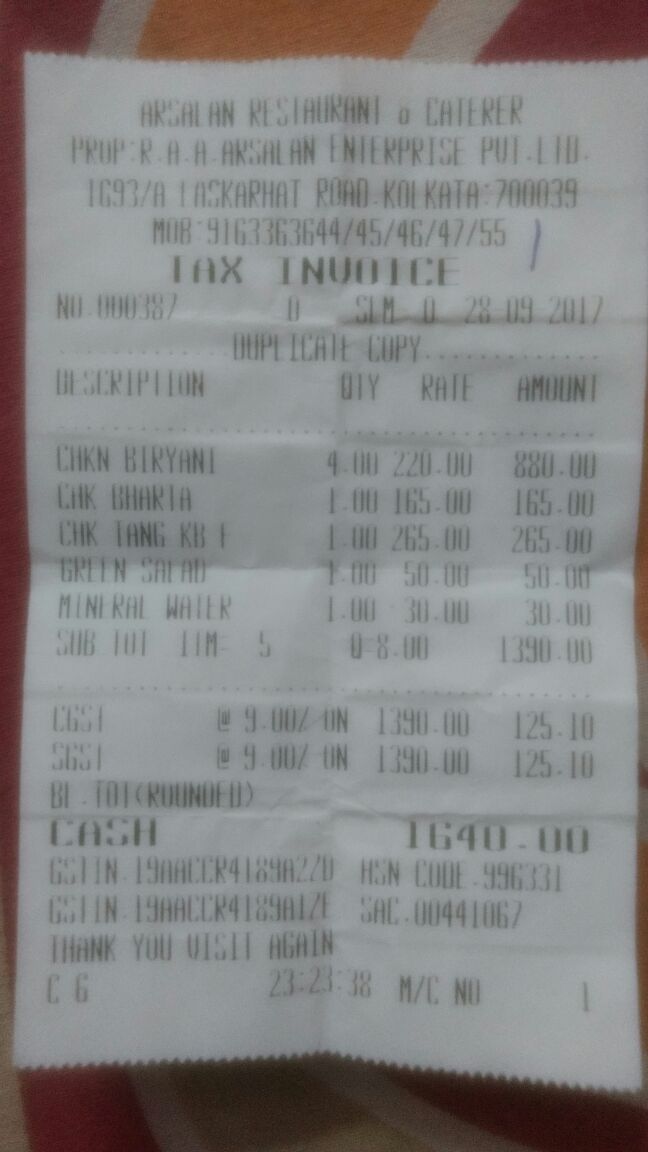 ARSALAN RESTAURANT & CATERER
PROP:R.A.A.ARSALAN ENTERPRISE PVT.LTD.
1693/A LASKARHAT ROAD.KOLKATA:700039
MOB:9163363644/45/46/47/55
TAX INVOICE
NO.000387 0 SLM 0 28-09-2017
............DUPLICATE COPY............
DESCRIPTION QTY RATE AMOUNT
CHKN BIRYANI 4.00 220.00 880.00
CHK BHARTA 1.00 165.00 165.00
CHK TANG KB F 1.00 265.00 265.00
GREEN SALAD 1.00 50.00 50.00
MINERAL WATER 1.00 30.00 30.00
SUB TOT ITM= 5 Q=8.00 1390.00
CGST @ 9.00% ON 1390.00 125.10
SGST @ 9.00% ON 1390.00 125.10
BL.TOT(ROUNDED)
CASH 1640.00
GSTIN.19AACCR4189A2ZD HSN CODE.996331
GSTIN.19AACCR4189A1ZE SAC.00441067
THANK YOU VISIT AGAIN
C 6 23:23:38 M/C NO 1